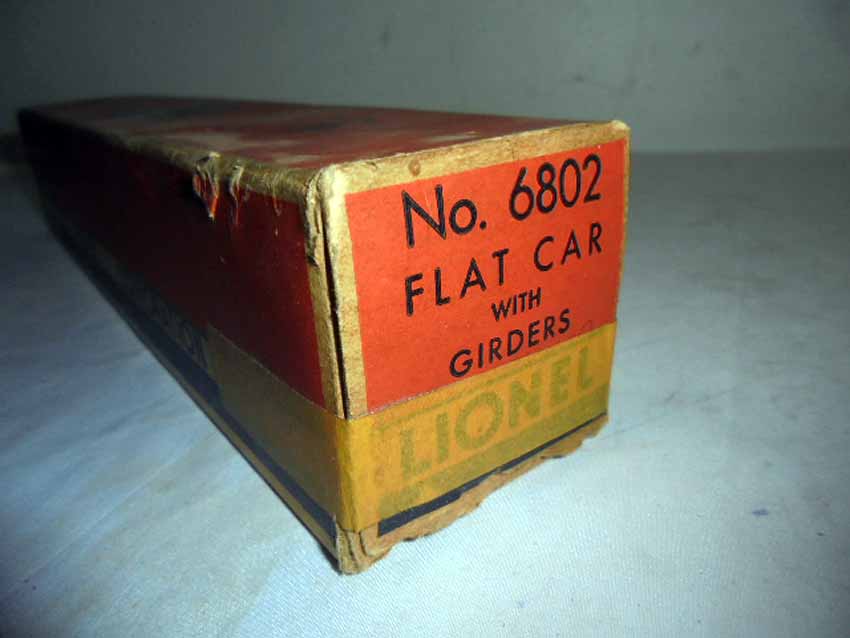 No. 6802
FLAT CAR
WITH
GIRDERS
LIONEL